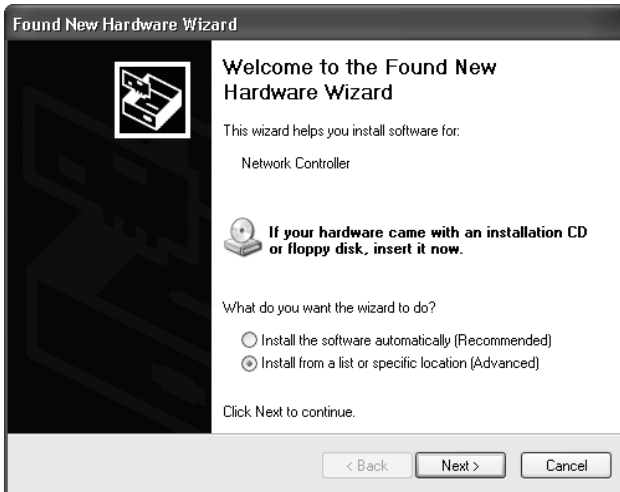 Found New Hardware Wizard
Welcome to the Found New
Hardware Wizard
This wizard helps you install software for:
Network Controller
If your hardware came with an installation CD
or floppy disk, insert it now.
What do you want the wizard to do?
Install the software automatically (Recommended)
Install from a list or specific location (Advanced)
Click Next to continue.
< Back Next > Cancel